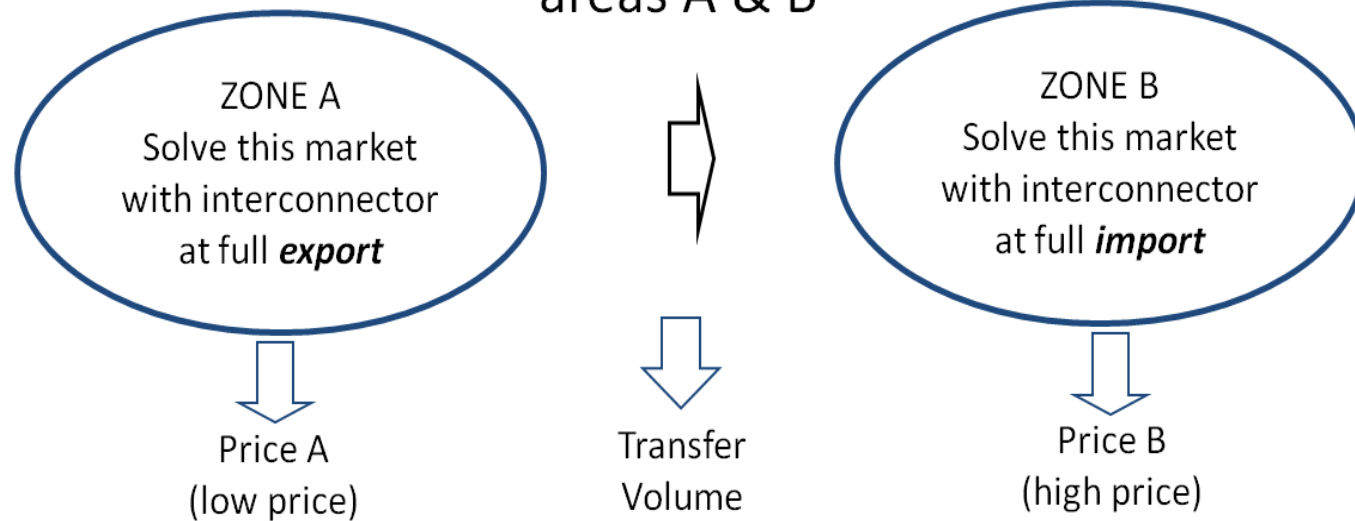 areas A & B
ZONE A
Solve this market
with interconnector
at full export
ZONE B
Solve this market
with interconnector
at full import
Price A
(low price)
Transfer
Volume
Price B
(high price)